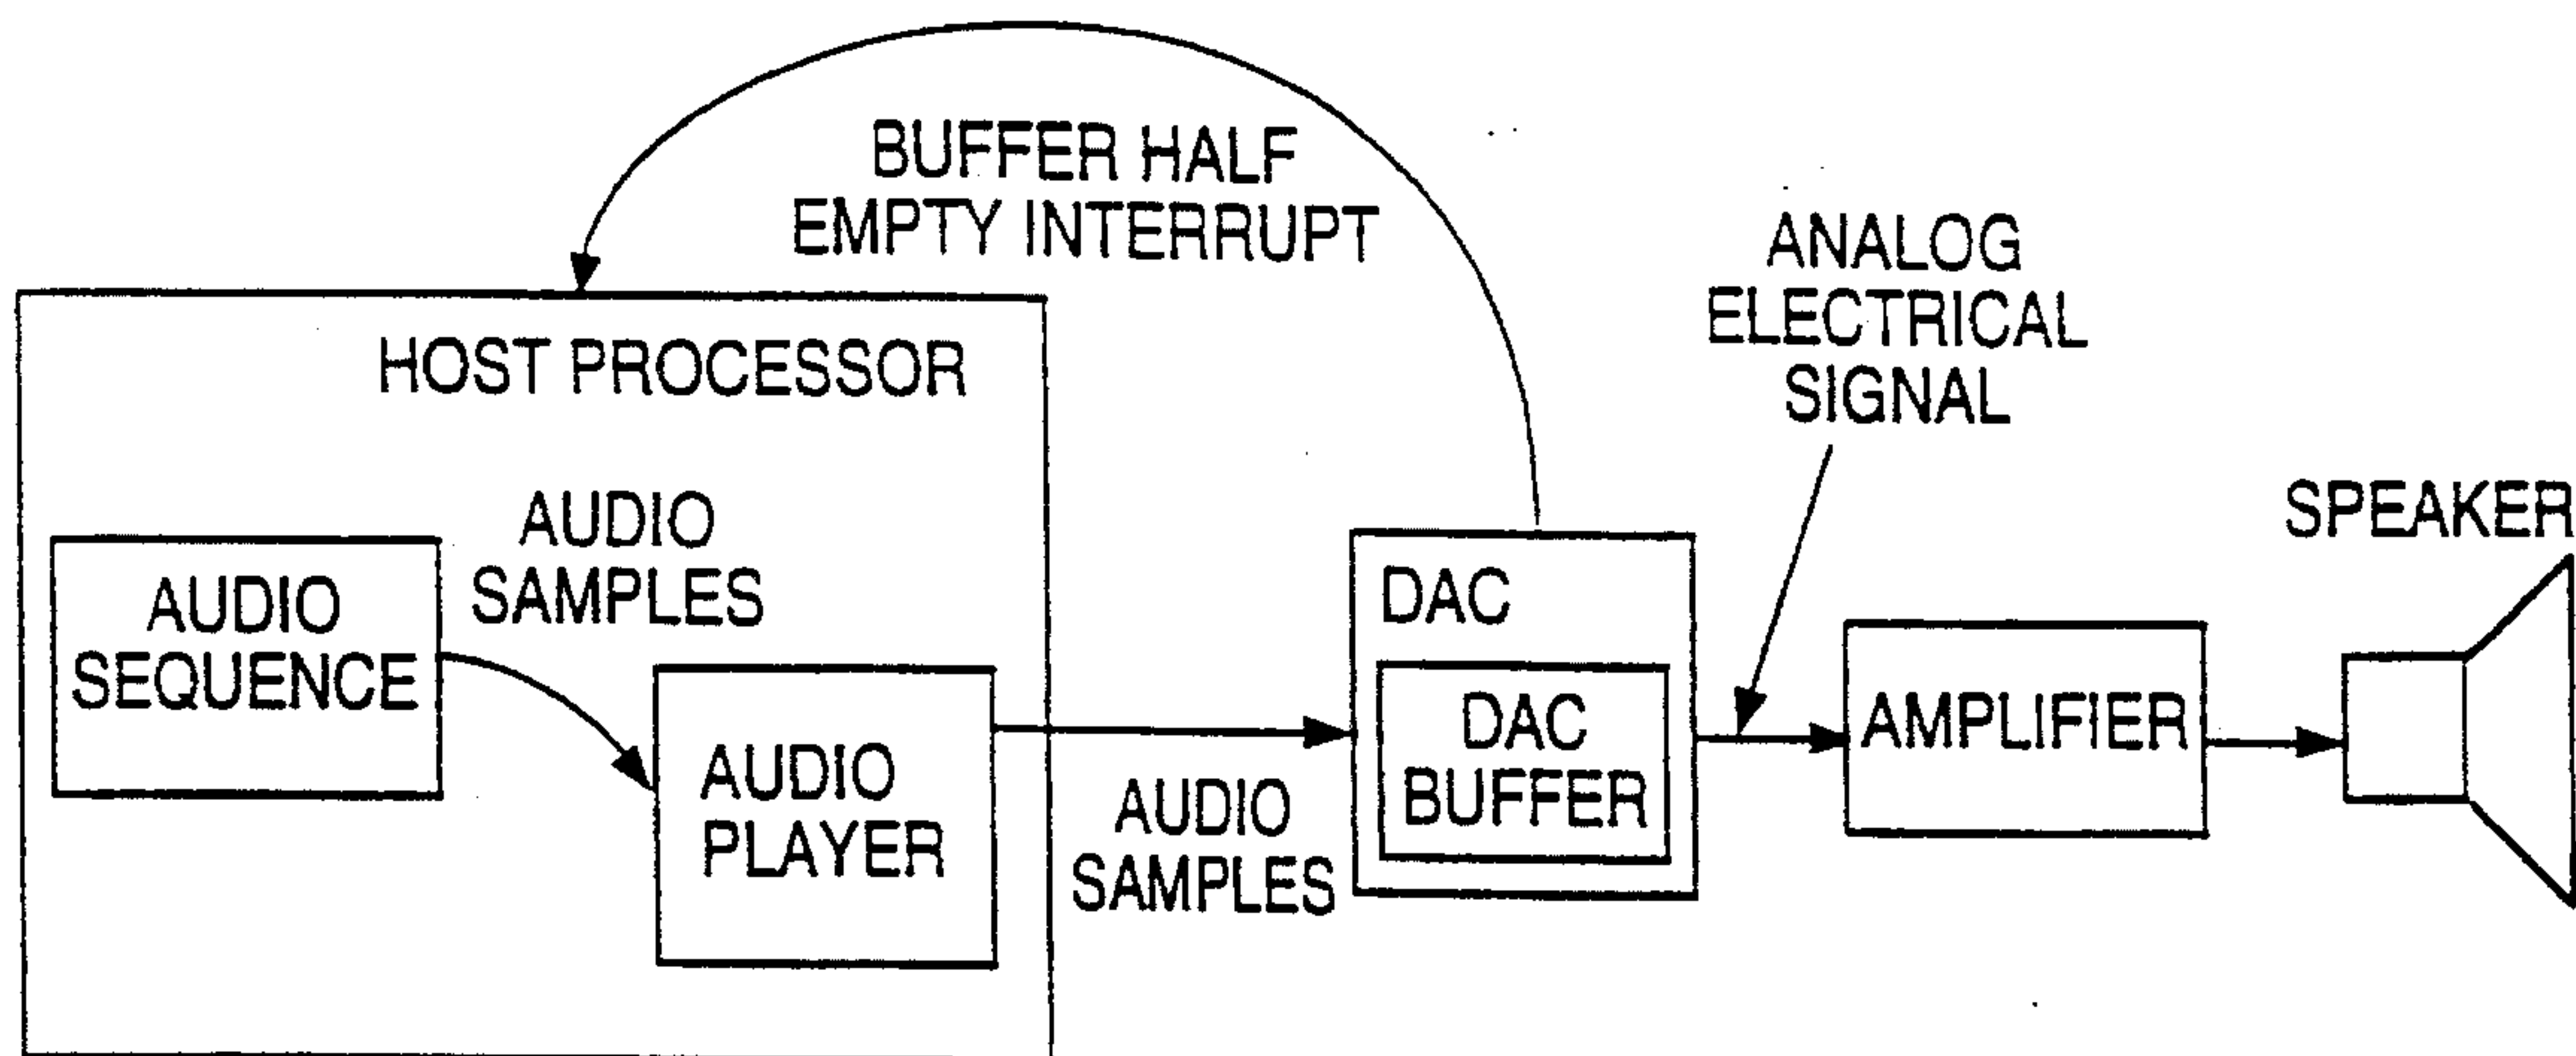 BUFFER HALF
EMPTY INTERRUPT
ANALOG
ELECTRICAL
SIGNAL
HOST PROCESSOR
AUDIO
SAMPLES
SPEAKER
AUDIO
SEQUENCE
DAC
AUDIO
PLAYER
AUDIO
SAMPLES
DAC
BUFFER
AMPLIFIER